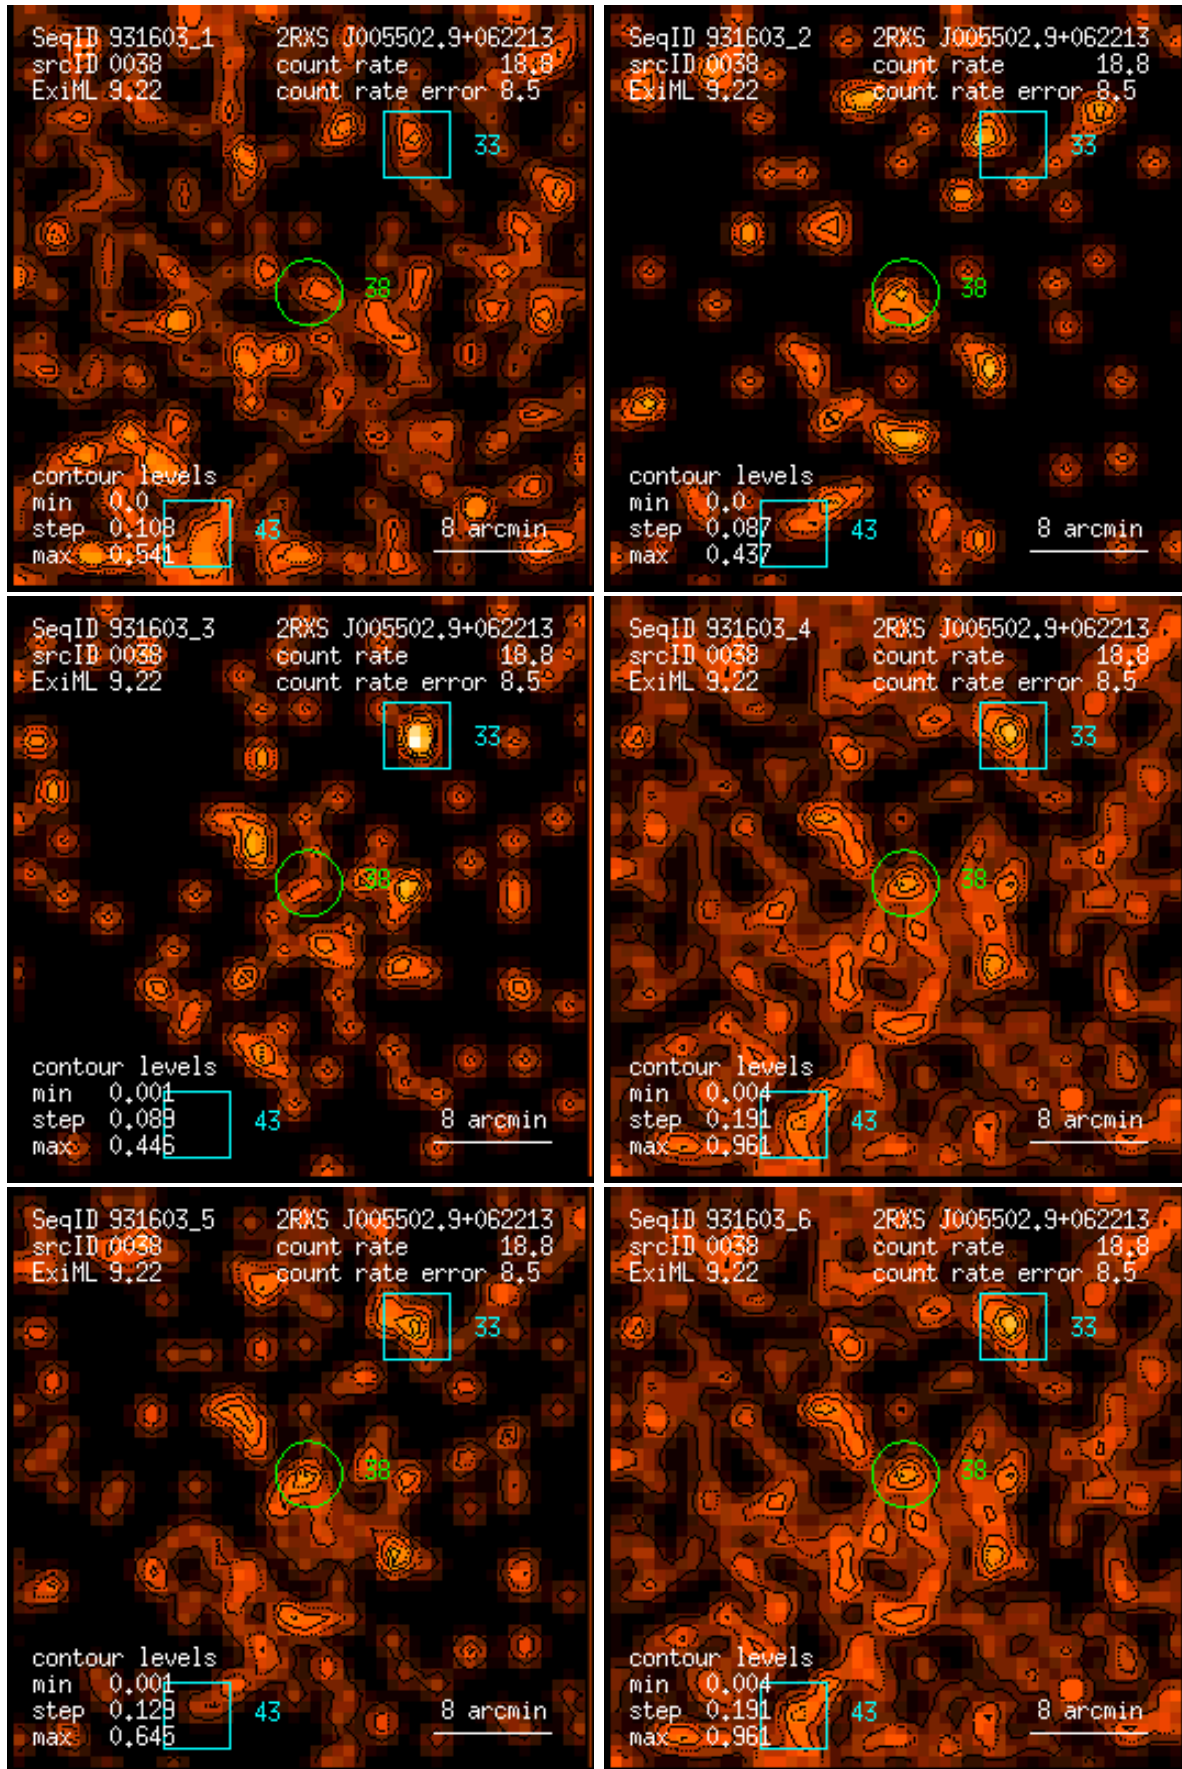 SeqID 931603_1 2RXS J005502.9+062213
srcID 0038 count rate 18.8
ExiML 9.22 count rate error 8.5
33
38
contour levels
min 0.0
step 0.108 43 8 arcmin
max 0.541
SeqID 931603_2 2RXS J005502.9+062213
srcID 0038 count rate 18.8
ExiML 9.22 count rate error 8.5
33
38
contour levels
min 0.0
step 0.087 43 8 arcmin
max 0.437
SeqID 931603_3 2RXS J005502.9+062213
srcID 0038 count rate 18.8
ExiML 9.22 count rate error 8.5
33
38
contour levels
min 0.001
step 0.089 43 8 arcmin
max 0.446
SeqID 931603_4 2RXS J005502.9+062213
srcID 0038 count rate 18.8
ExiML 9.22 count rate error 8.5
33
38
contour levels
min 0.004
step 0.191 43 8 arcmin
max 0.961
SeqID 931603_5 2RXS J005502.9+062213
srcID 0038 count rate 18.8
ExiML 9.22 count rate error 8.5
33
38
contour levels
min 0.001
step 0.129 43 8 arcmin
max 0.645
SeqID 931603_6 2RXS J005502.9+062213
srcID 0038 count rate 18.8
ExiML 9.22 count rate error 8.5
33
38
contour levels
min 0.004
step 0.191 43 8 arcmin
max 0.961